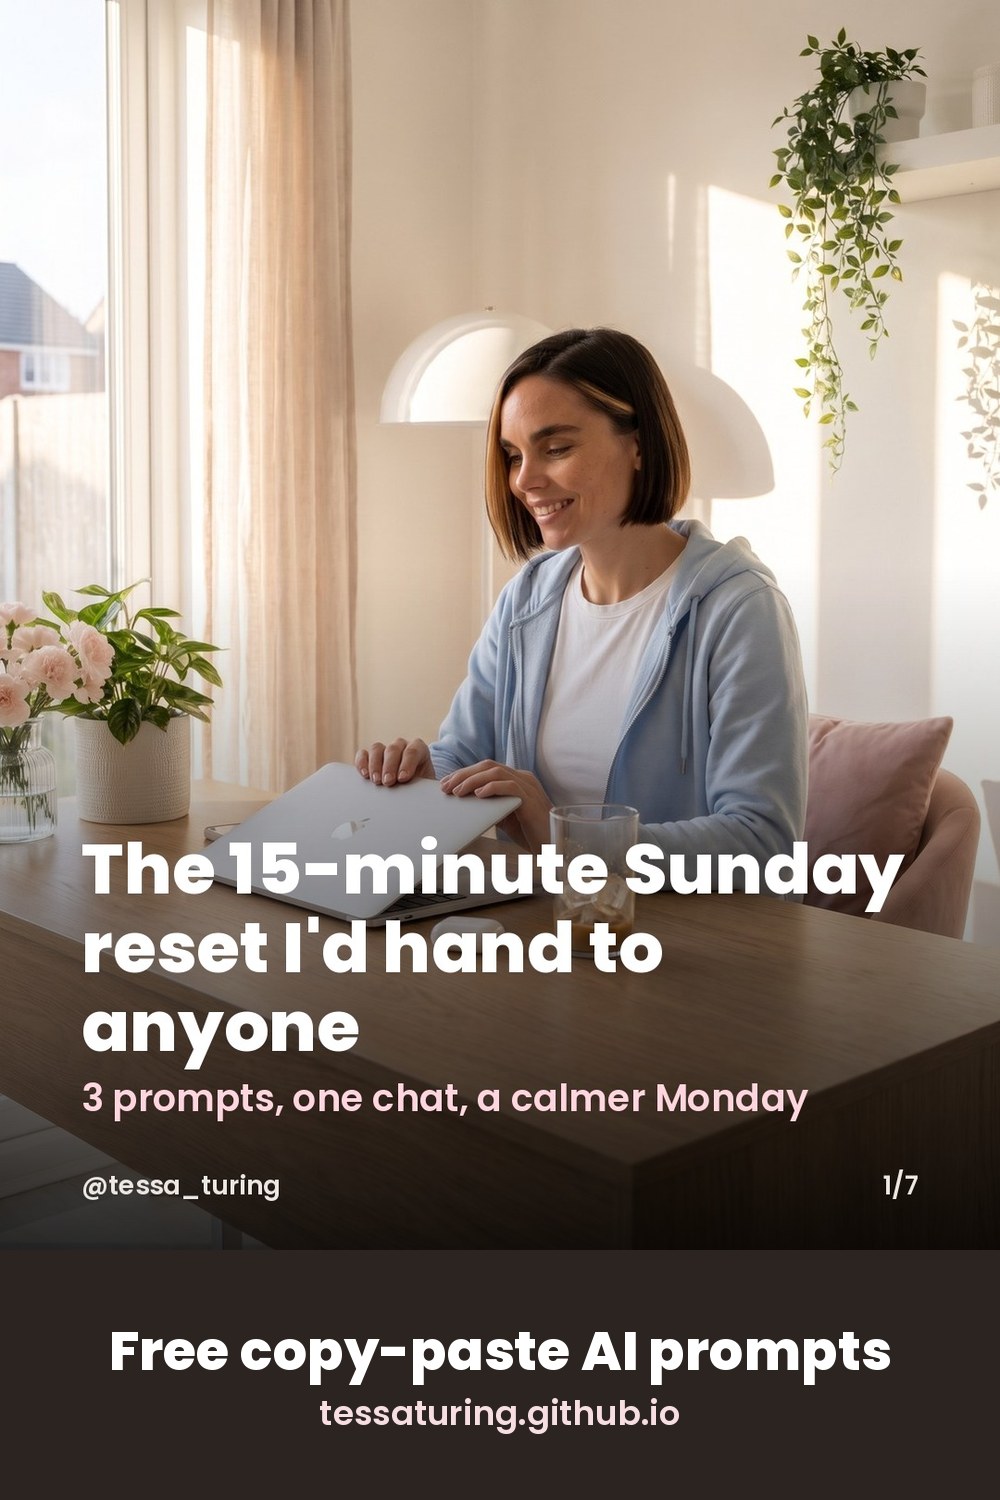 The 15-minute Sunday
reset I'd hand to
anyone
3 prompts, one chat, a calmer Monday
@tessa_turing
1/7
Free copy-paste AI prompts
tessaturing.github.io